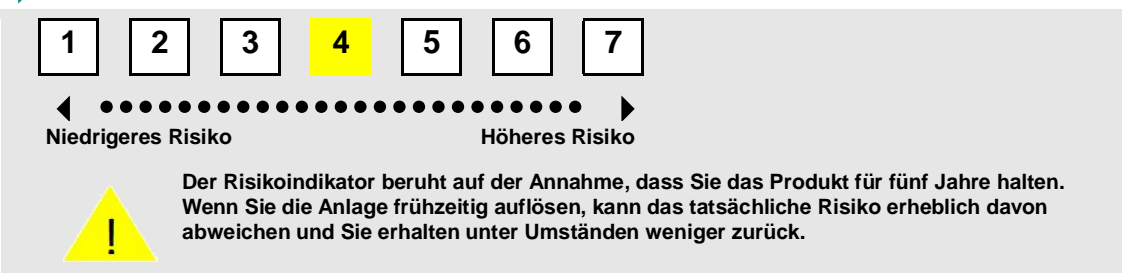 1 2 3 4 5 6 7
Niedrigeres Risiko Höheres Risiko
Der Risikoindikator beruht auf der Annahme, dass Sie das Produkt für fünf Jahre halten.
Wenn Sie die Anlage frühzeitig auflösen, kann das tatsächliche Risiko erheblich davon
abweichen und Sie erhalten unter Umständen weniger zurück.
!